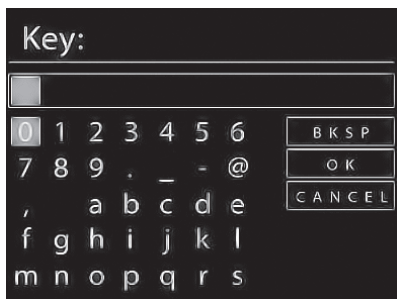 Key:
0 1 2 3 4 5 6 BKSP
7 8 9 . _ - @ OK
, a b c d e CANCEL
f g h i j k l
m n o p q r s